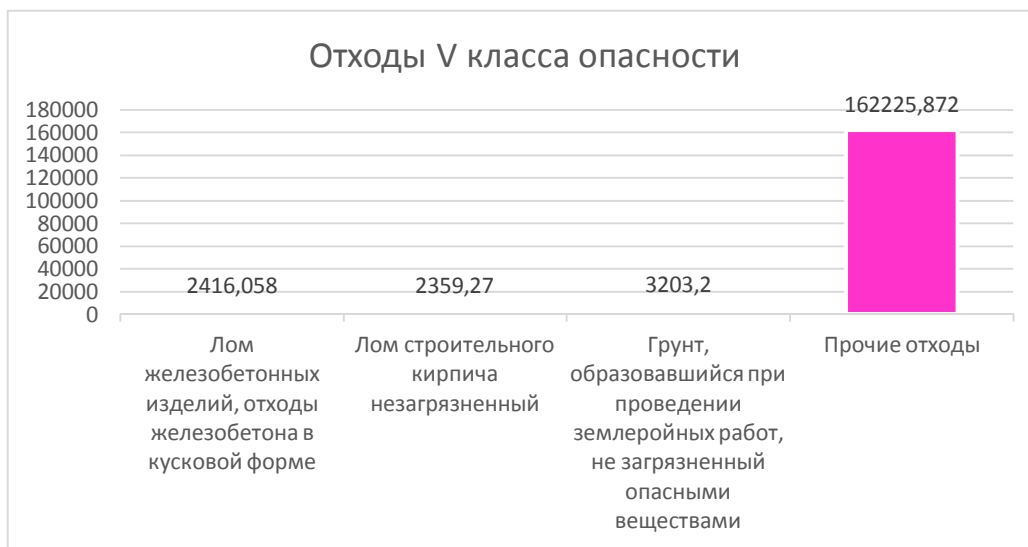 Отходы V класса опасности
180000
160000
140000
120000
100000
80000
60000
40000
20000
0
2416,058
2359,27
3203,2
162225,872
Лом
железобетонных
изделий, отходы
железобетона в
кусковой форме
Лом строительного
кирпича
незагрязненный
Грунт,
образовавшийся при
проведении
землеройных работ,
не загрязненный
опасными
веществами
Прочие отходы